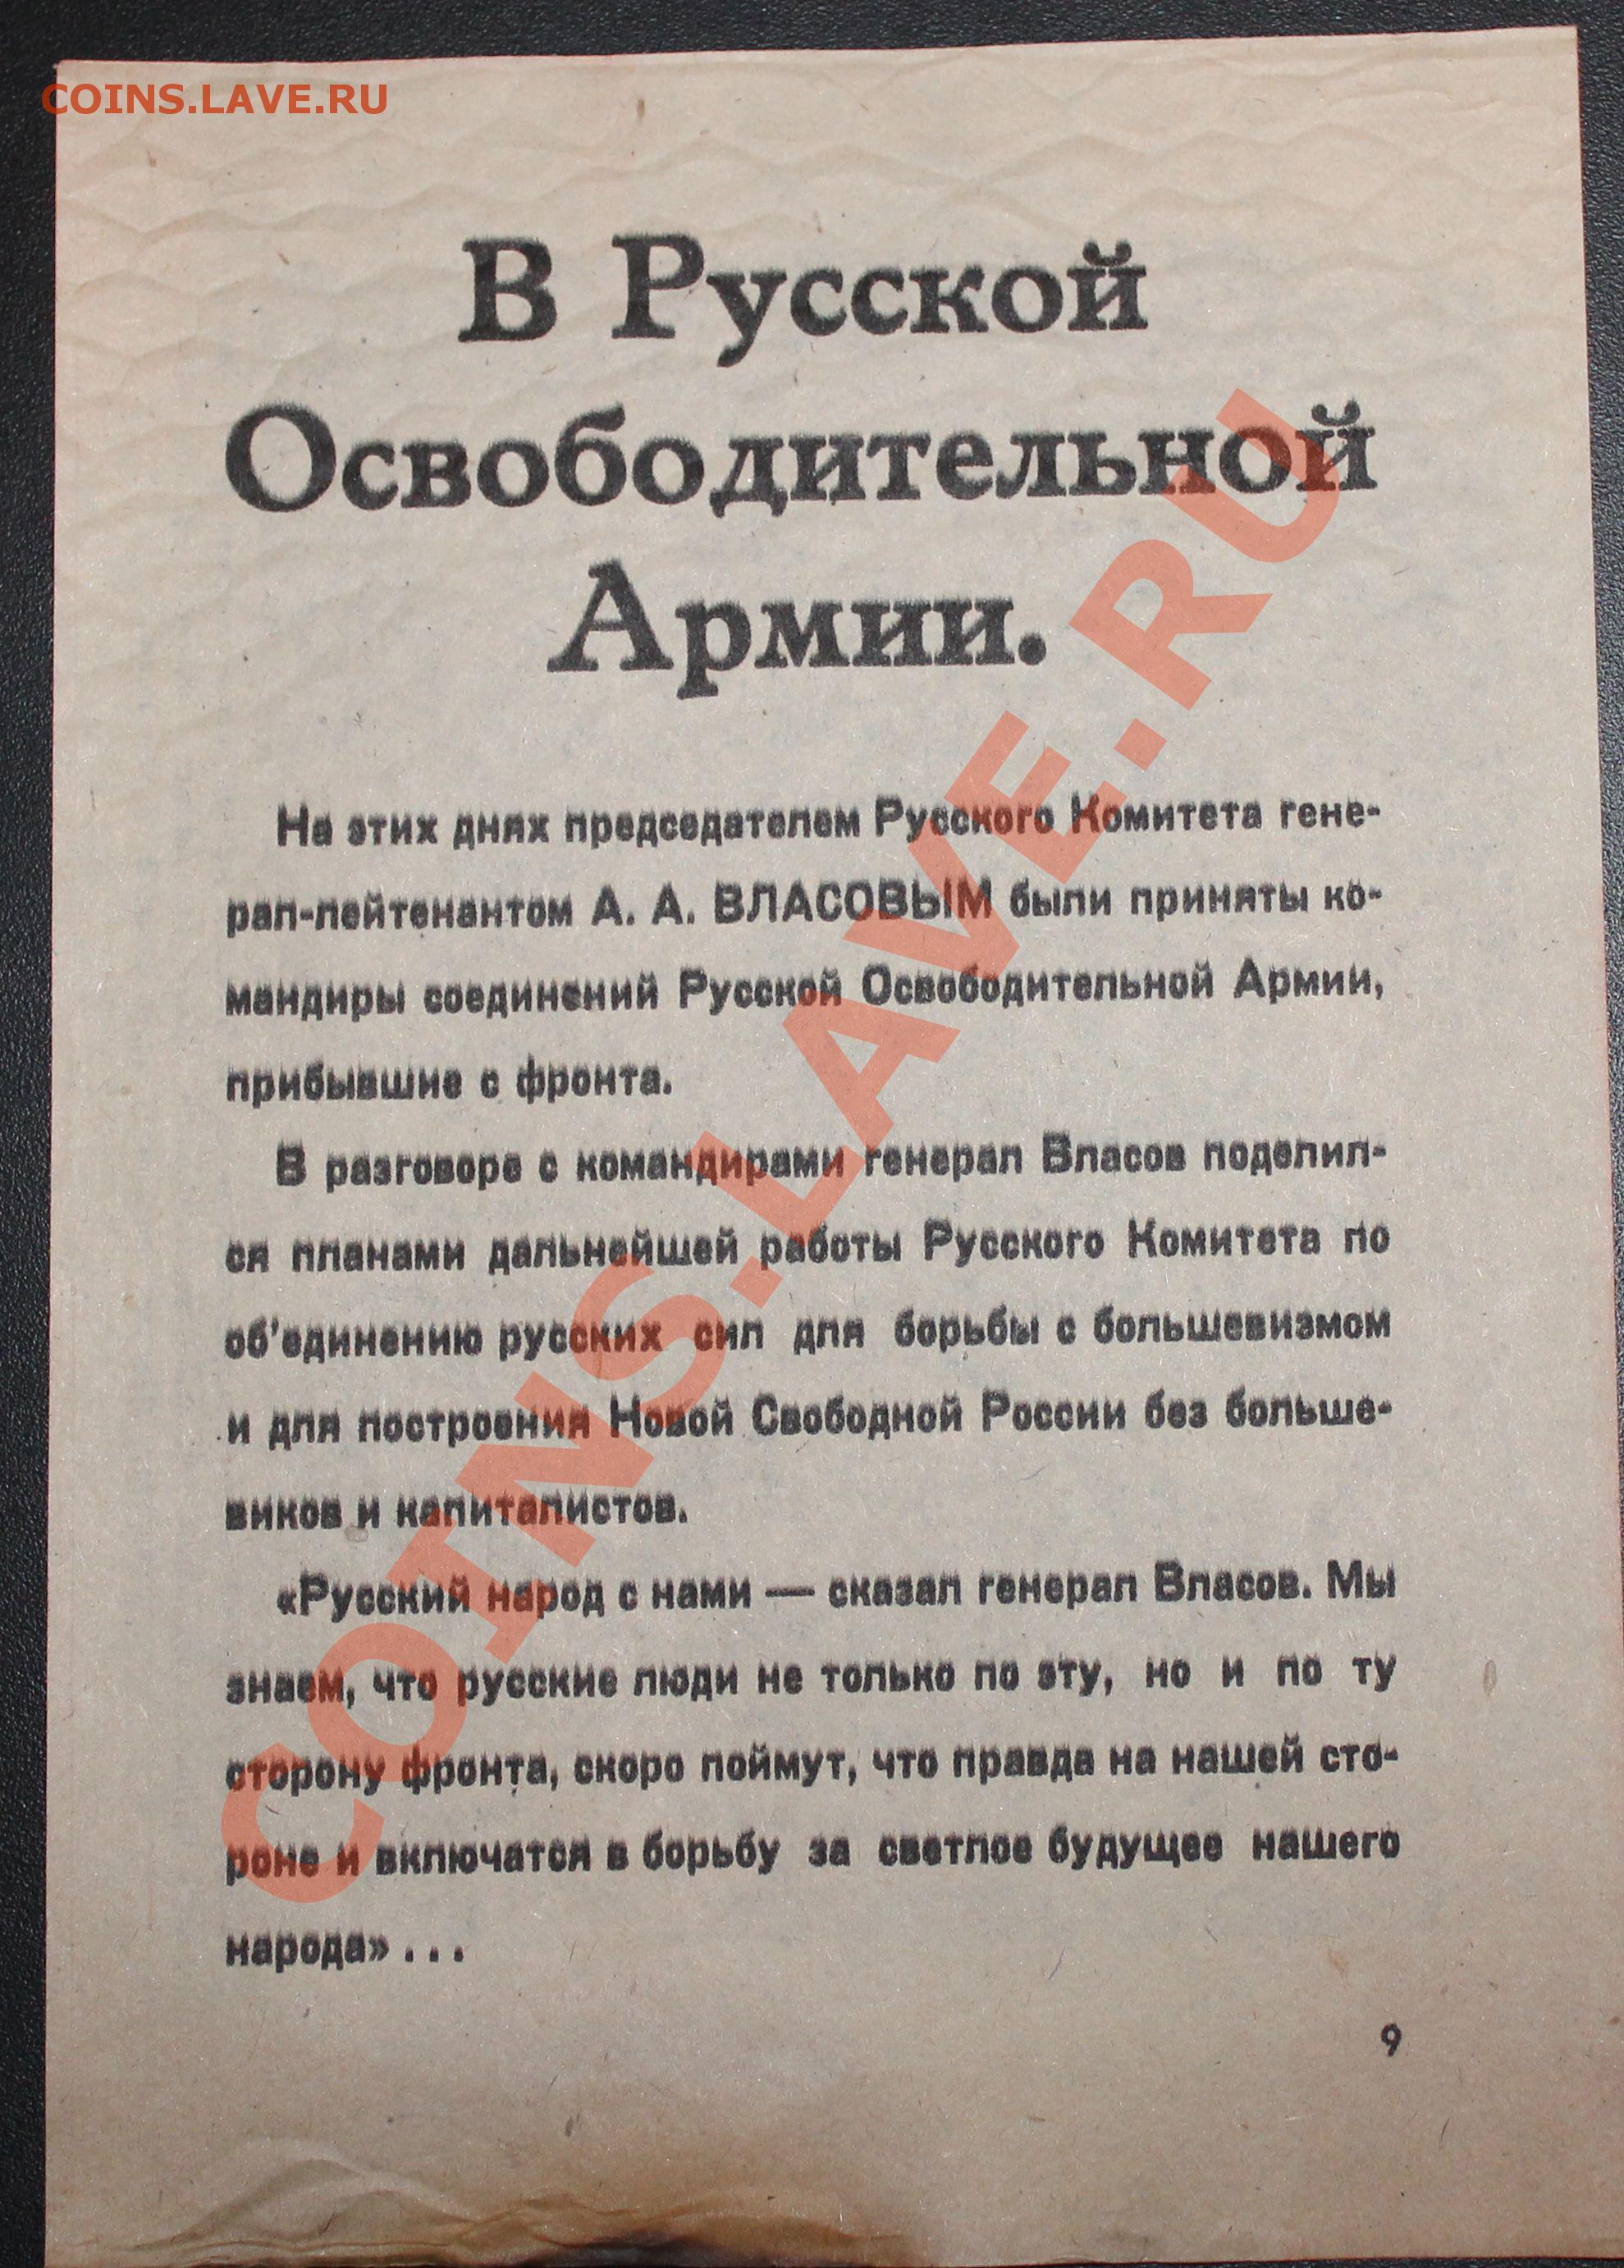 COINS.LAVE.RU
В Русской
Освободительной
Армии.
На этих днях председателем Русского Комитета гене-
рал-лейтенантом А. А. ВЛАСОВЫМ были приняты ко-
мандиры соединений Русской Освободительной Армии,
прибывшие с фронта.
В разговоре с командирами генерал Власов поделил-
ся планами дальнейшей работы Русского Комитета по
об'единению русских сил для борьбы с большевизмом
и для построения Новой Свободной России без больше-
виков и капиталистов.
«Русский народ с нами — сказал генерал Власов. Мы
знаем, что русские люди не только по эту, но и по ту
сторону фронта, скоро поймут, что правда на нашей сто-
роне и включатся в борьбу за светлое будущее нашего
народа» . . .
9
COINS.LAVE.RU